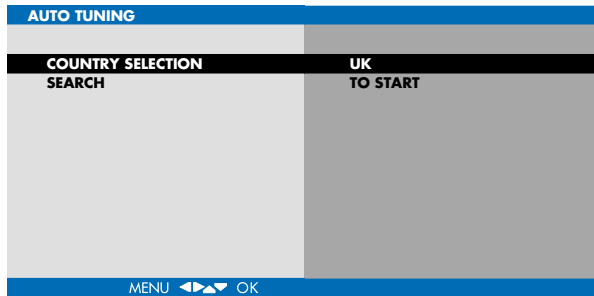 AUTO TUNING
COUNTRY SELECTION UK
SEARCH TO START
MENU ◀▶▲▼ OK